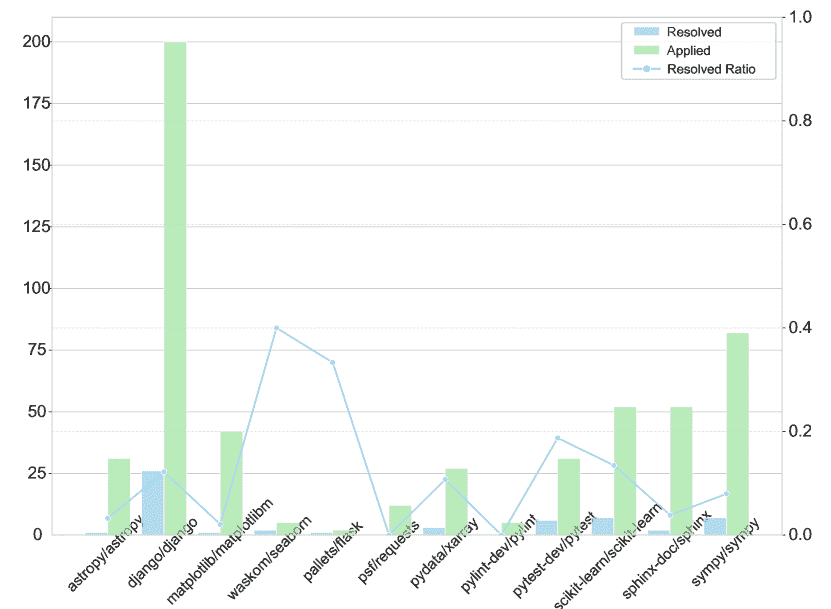 200
175
150
125
100
75
50
25
0
1.0
0.8
0.6
0.4
0.2
0.0
Resolved
Applied
Resolved Ratio
astropy/astropy
django/django
matplotlib/matplotlibm
waskom/seaborn
pallets/flask
psf/requests
pydata/xarray
pylint-dev/pylint
pytest-dev/pytest
scikit-learn/scikit-learn
sphinx-doc/sphinx
sympy/sympy